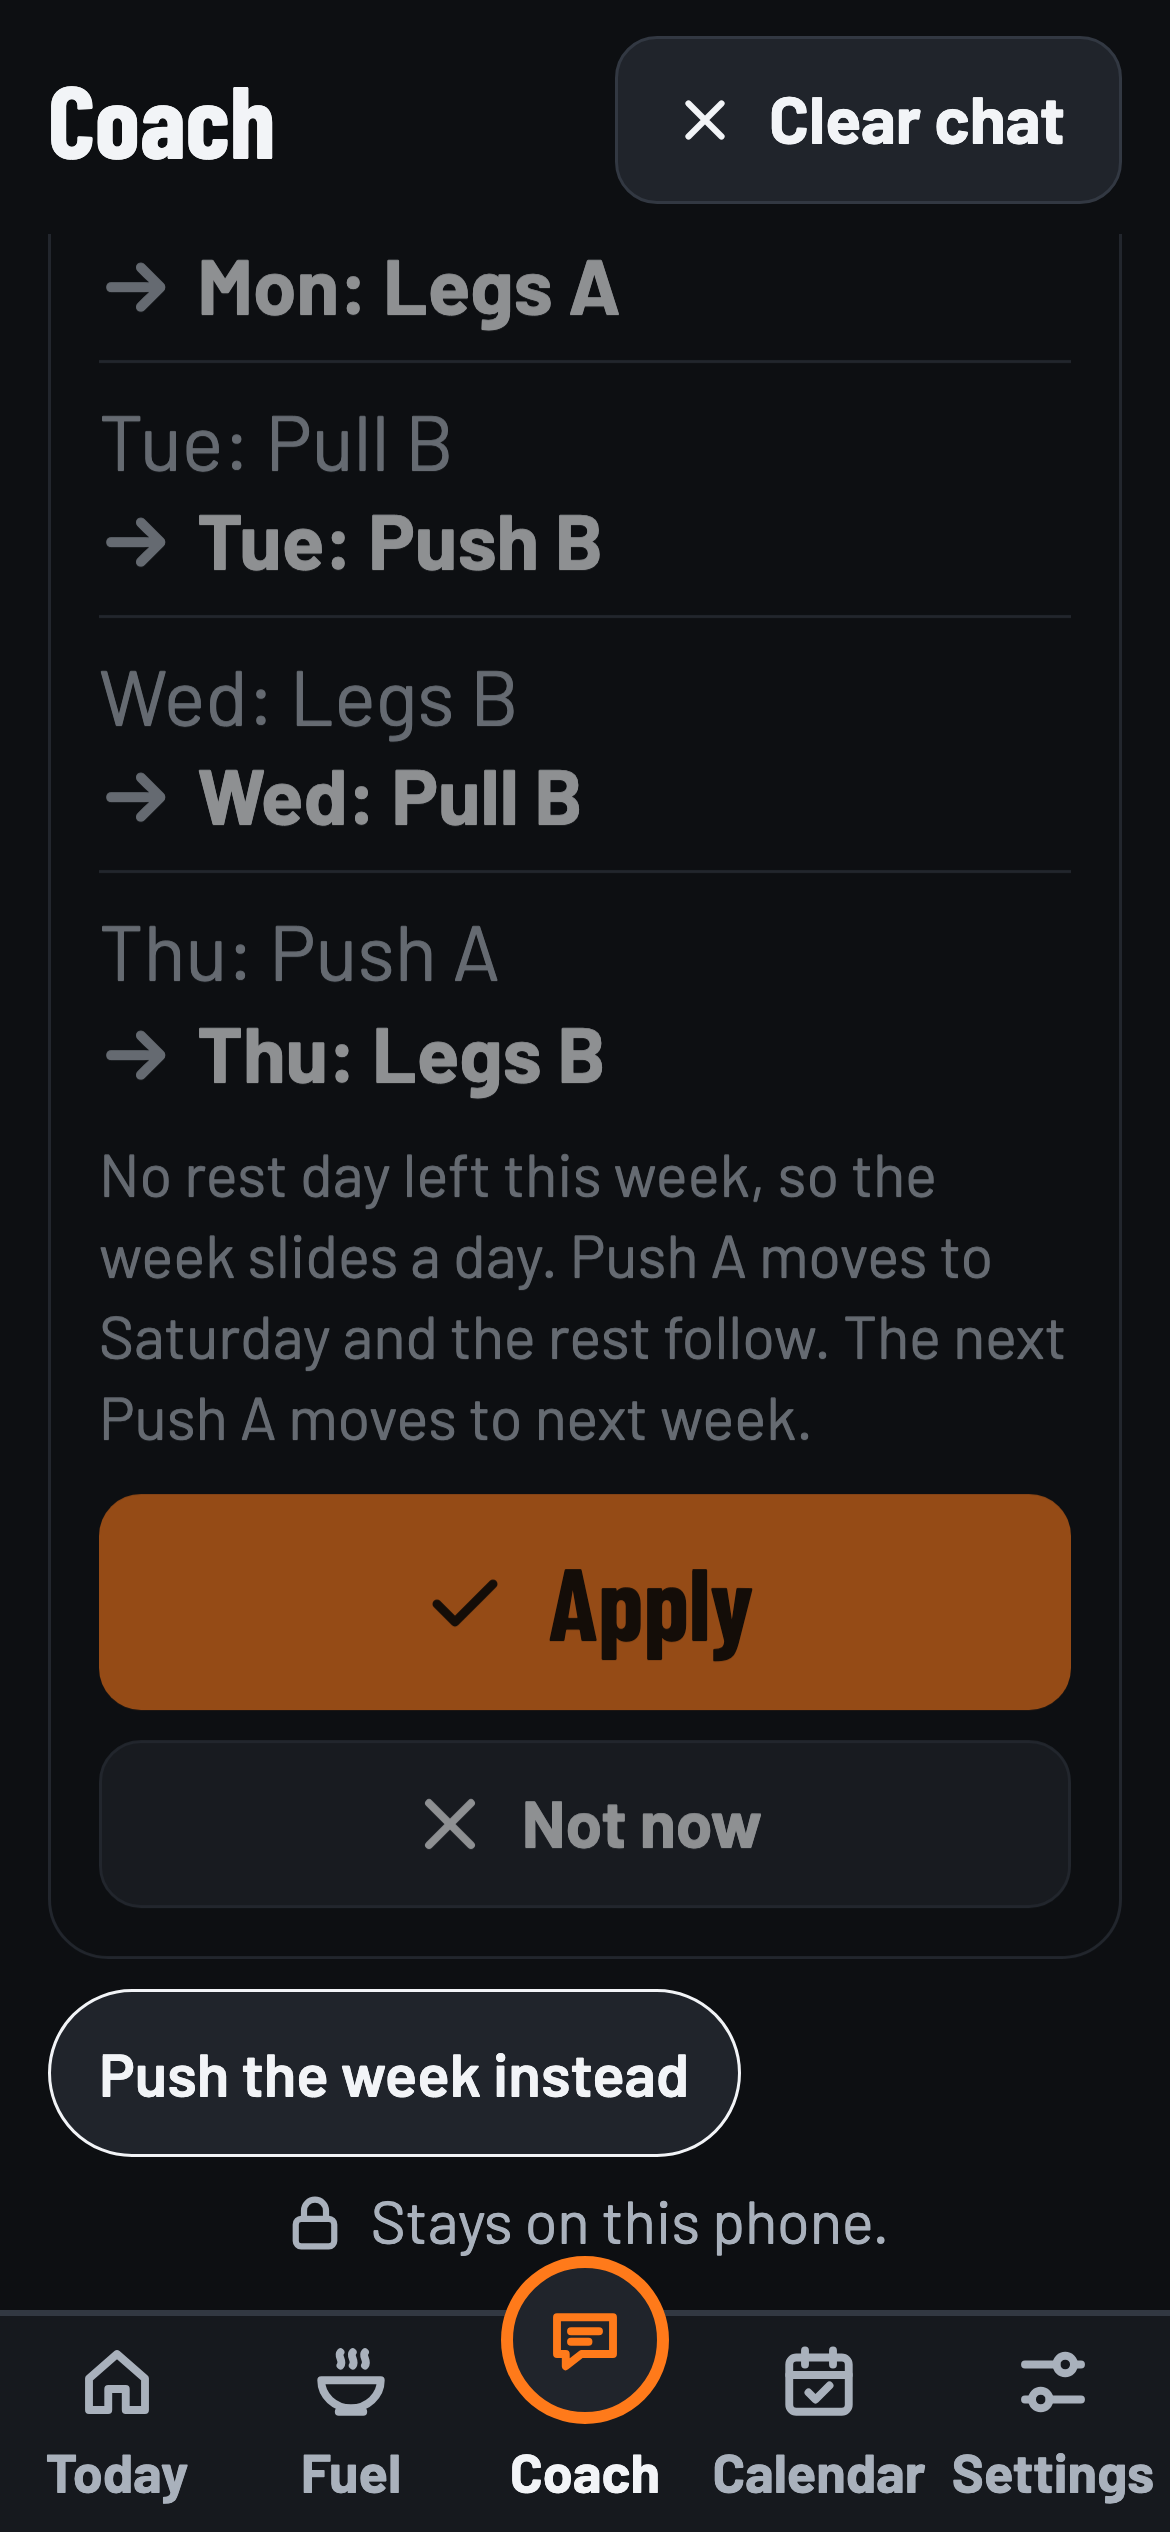 Coach
Clear chat
→ Mon: Legs A
Tue: Pull B
→ Tue: Push B
Wed: Legs B
→ Wed: Pull B
Thu: Push A
→ Thu: Legs B
No rest day left this week, so the
week slides a day. Push A moves to
Saturday and the rest follow. The next
Push A moves to next week.
Apply
Not now
Push the week instead
Stays on this phone.
Today
Fuel
Coach
Calendar
Settings